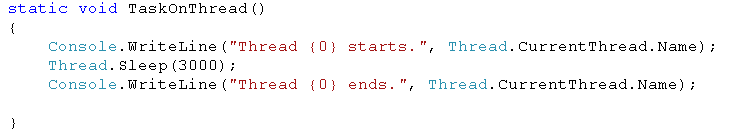 static void TaskOnThread()
{
    Console.WriteLine("Thread {0} starts.", Thread.CurrentThread.Name);
    Thread.Sleep(3000);
    Console.WriteLine("Thread {0} ends.", Thread.CurrentThread.Name);
}